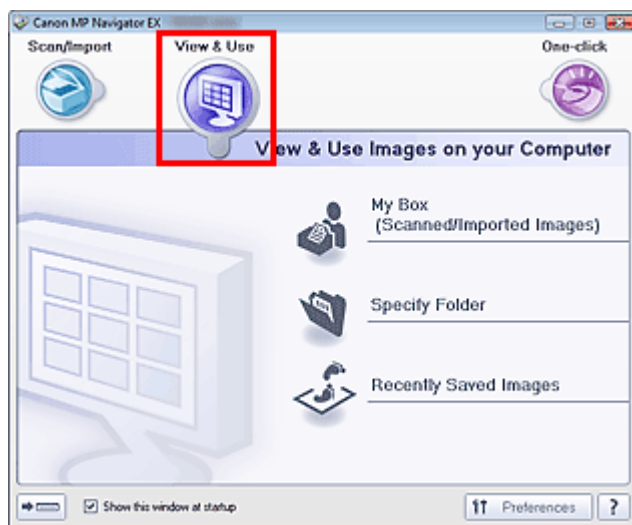 Canon MP Navigator EX
Scan/Import
View & Use
One-click
View & Use Images on your Computer
My Box
(Scanned/Imported Images)
Specify Folder
Recently Saved Images
Show this window at startup
Preferences
?